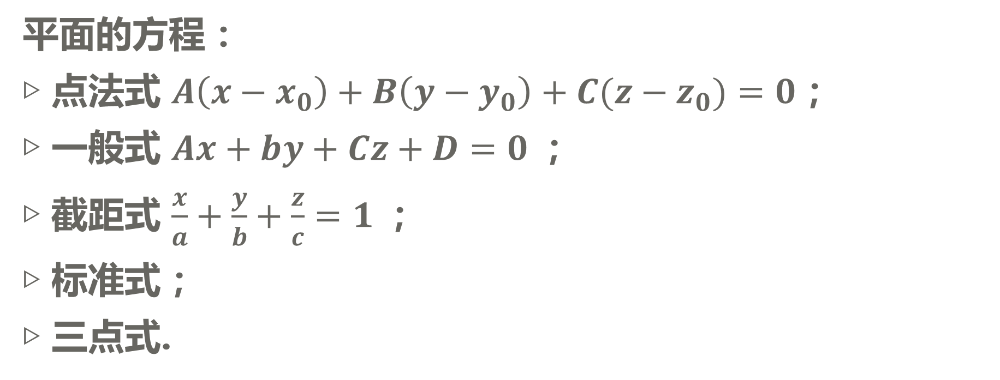 平面的方程：
▷ 点法式 A(x − x₀) + B(y − y₀) + C(z − z₀) = 0；
▷ 一般式 Ax + by + Cz + D = 0 ；
▷ 截距式 x/a + y/b + z/c = 1 ；
▷ 标准式；
▷ 三点式.